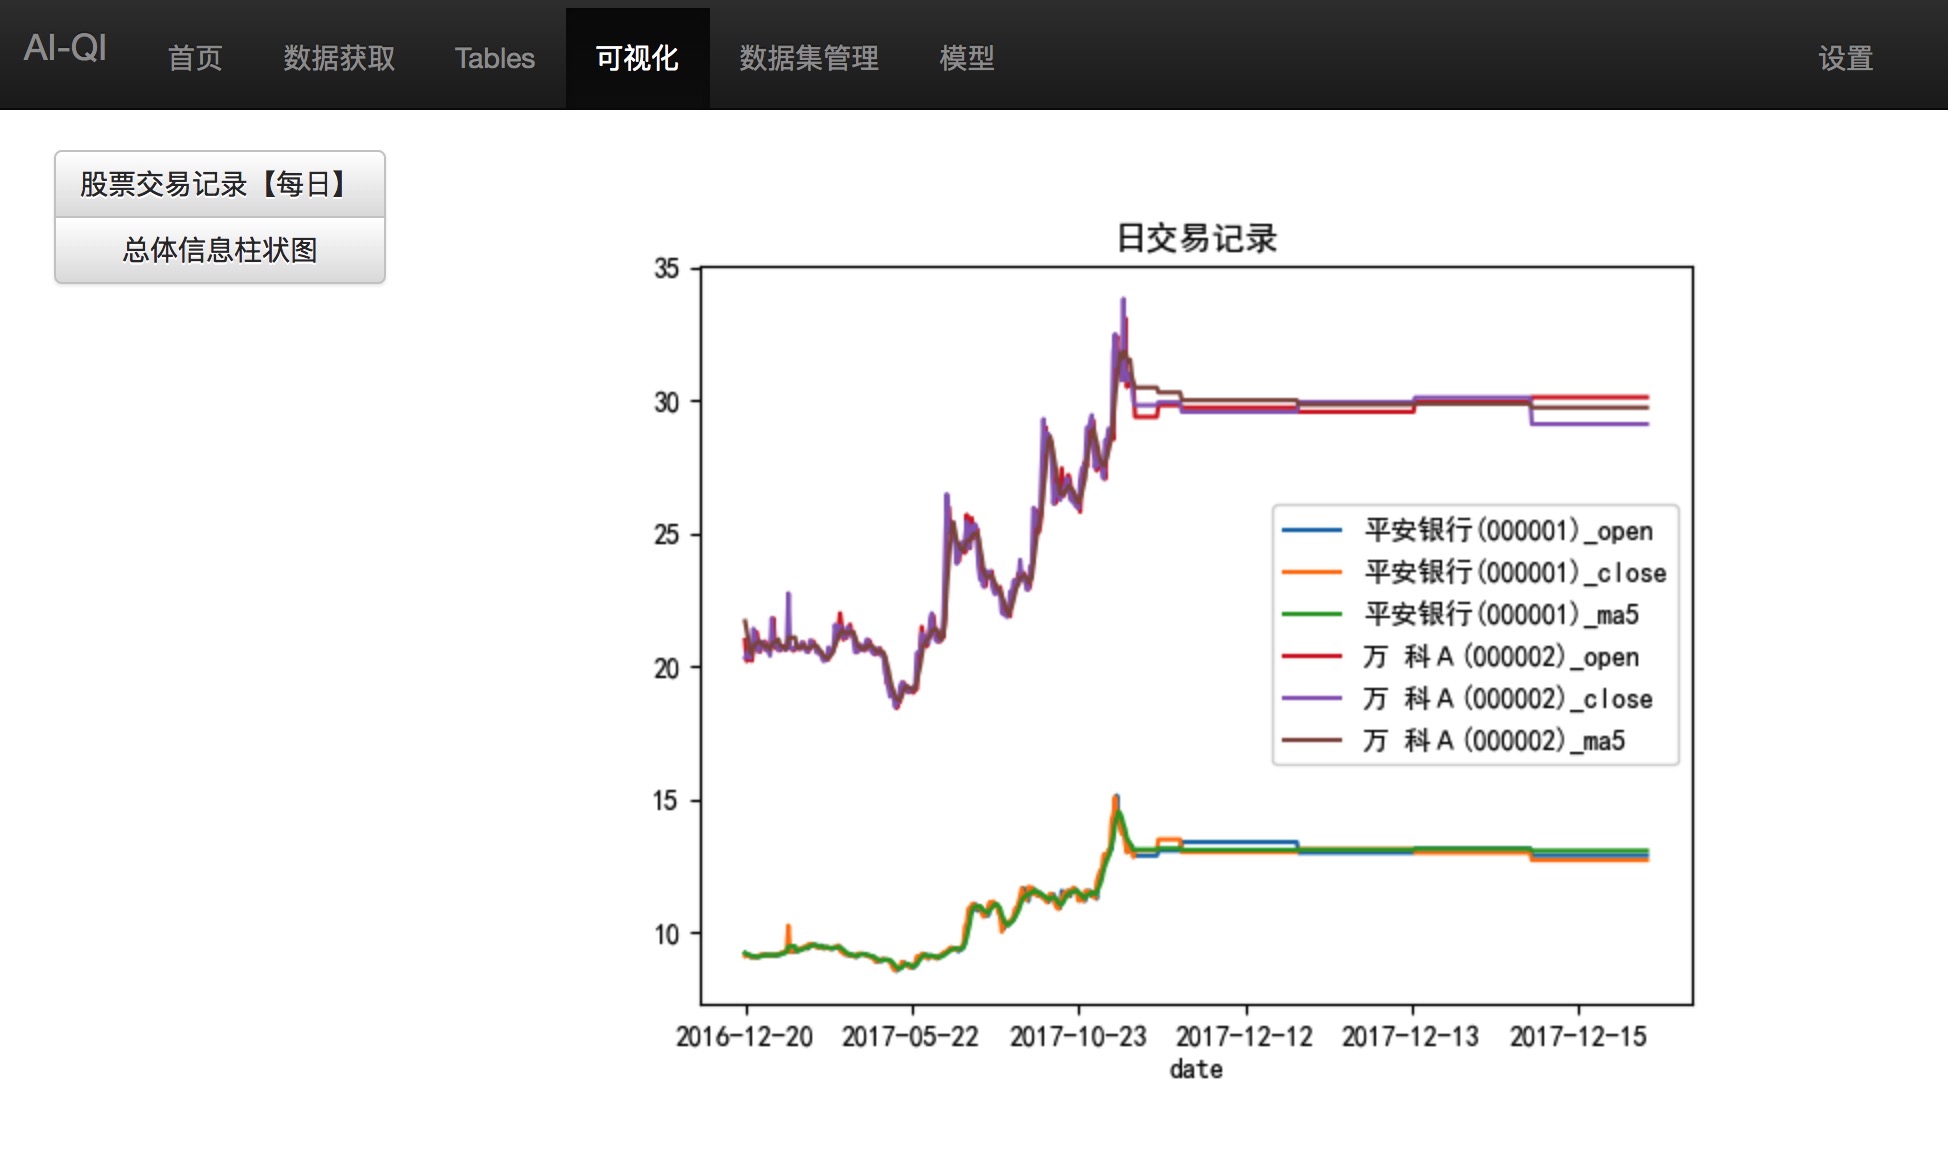 AI-QI 首页 数据获取 Tables 可视化 数据集管理 模型 设置
股票交易记录【每日】
总体信息柱状图
日交易记录
35
30
25
20
15
10
平安银行(000001)_open
平安银行(000001)_close
平安银行(000001)_ma5
万 科A(000002)_open
万 科A(000002)_close
万 科A(000002)_ma5
2016-12-20 2017-05-22 2017-10-23 2017-12-12 2017-12-13 2017-12-15
date